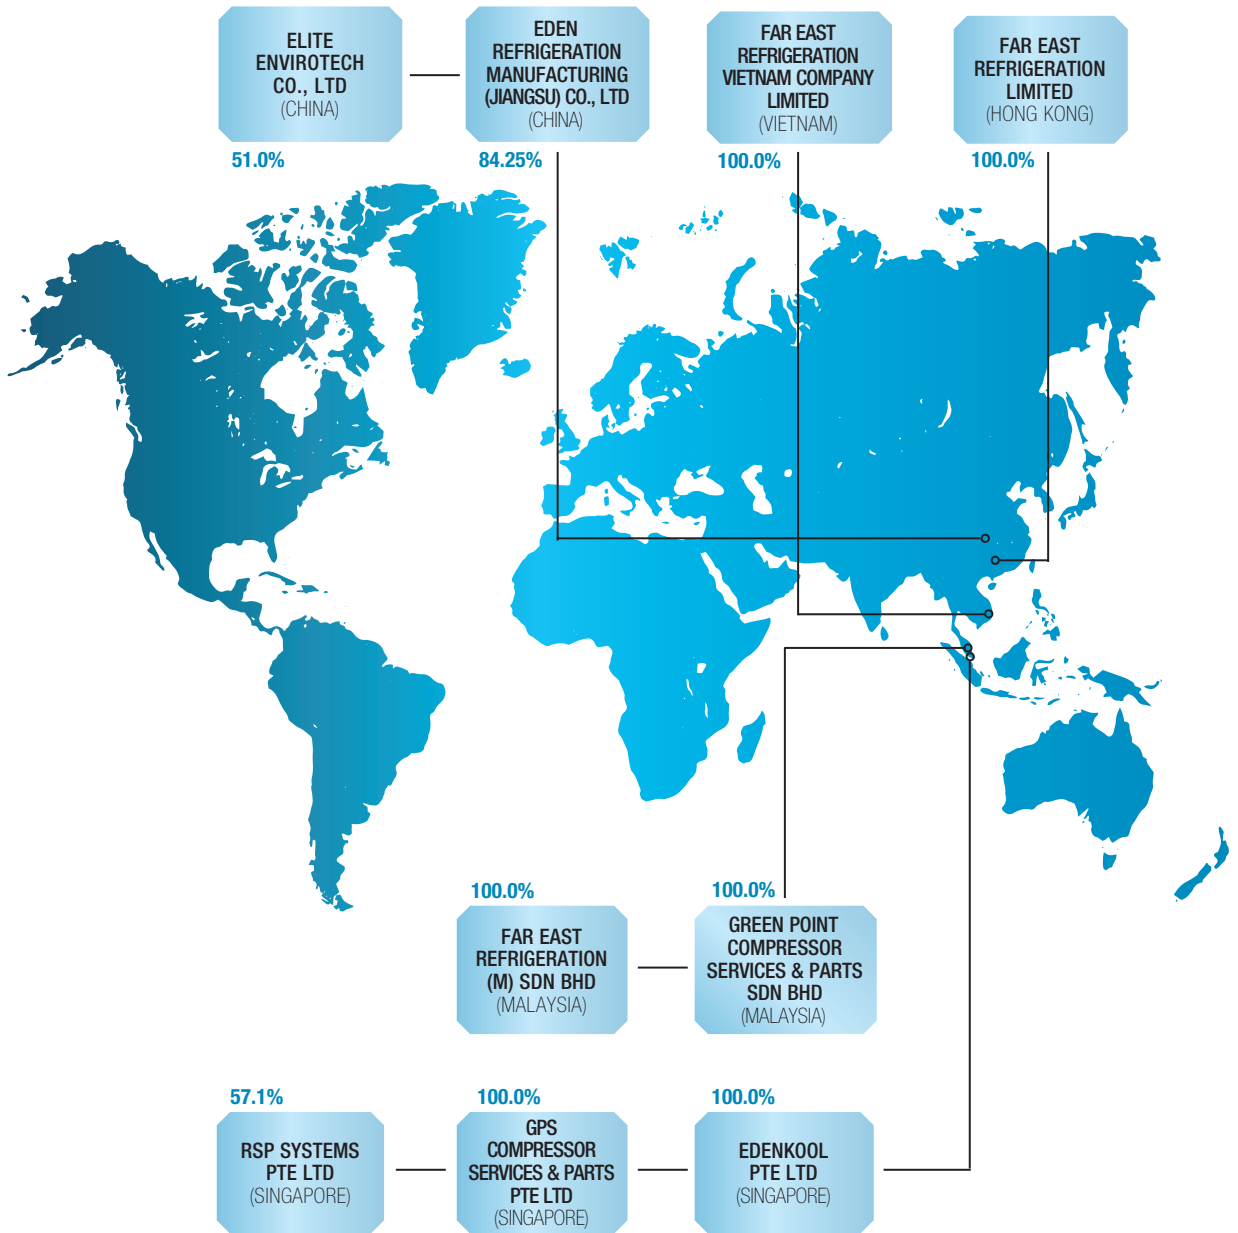 ELITE
ENVIROTECH
CO., LTD
(CHINA)
51.0%
EDEN
REFRIGERATION
MANUFACTURING
(JIANGSU) CO., LTD
(CHINA)
84.25%
FAR EAST
REFRIGERATION
VIETNAM COMPANY
LIMITED
(VIETNAM)
100.0%
FAR EAST
REFRIGERATION
LIMITED
(HONG KONG)
100.0%
100.0%
FAR EAST
REFRIGERATION
(M) SDN BHD
(MALAYSIA)
100.0%
GREEN POINT
COMPRESSOR
SERVICES & PARTS
SDN BHD
(MALAYSIA)
57.1%
RSP SYSTEMS
PTE LTD
(SINGAPORE)
100.0%
GPS
COMPRESSOR
SERVICES & PARTS
PTE LTD
(SINGAPORE)
100.0%
EDENKOOL
PTE LTD
(SINGAPORE)